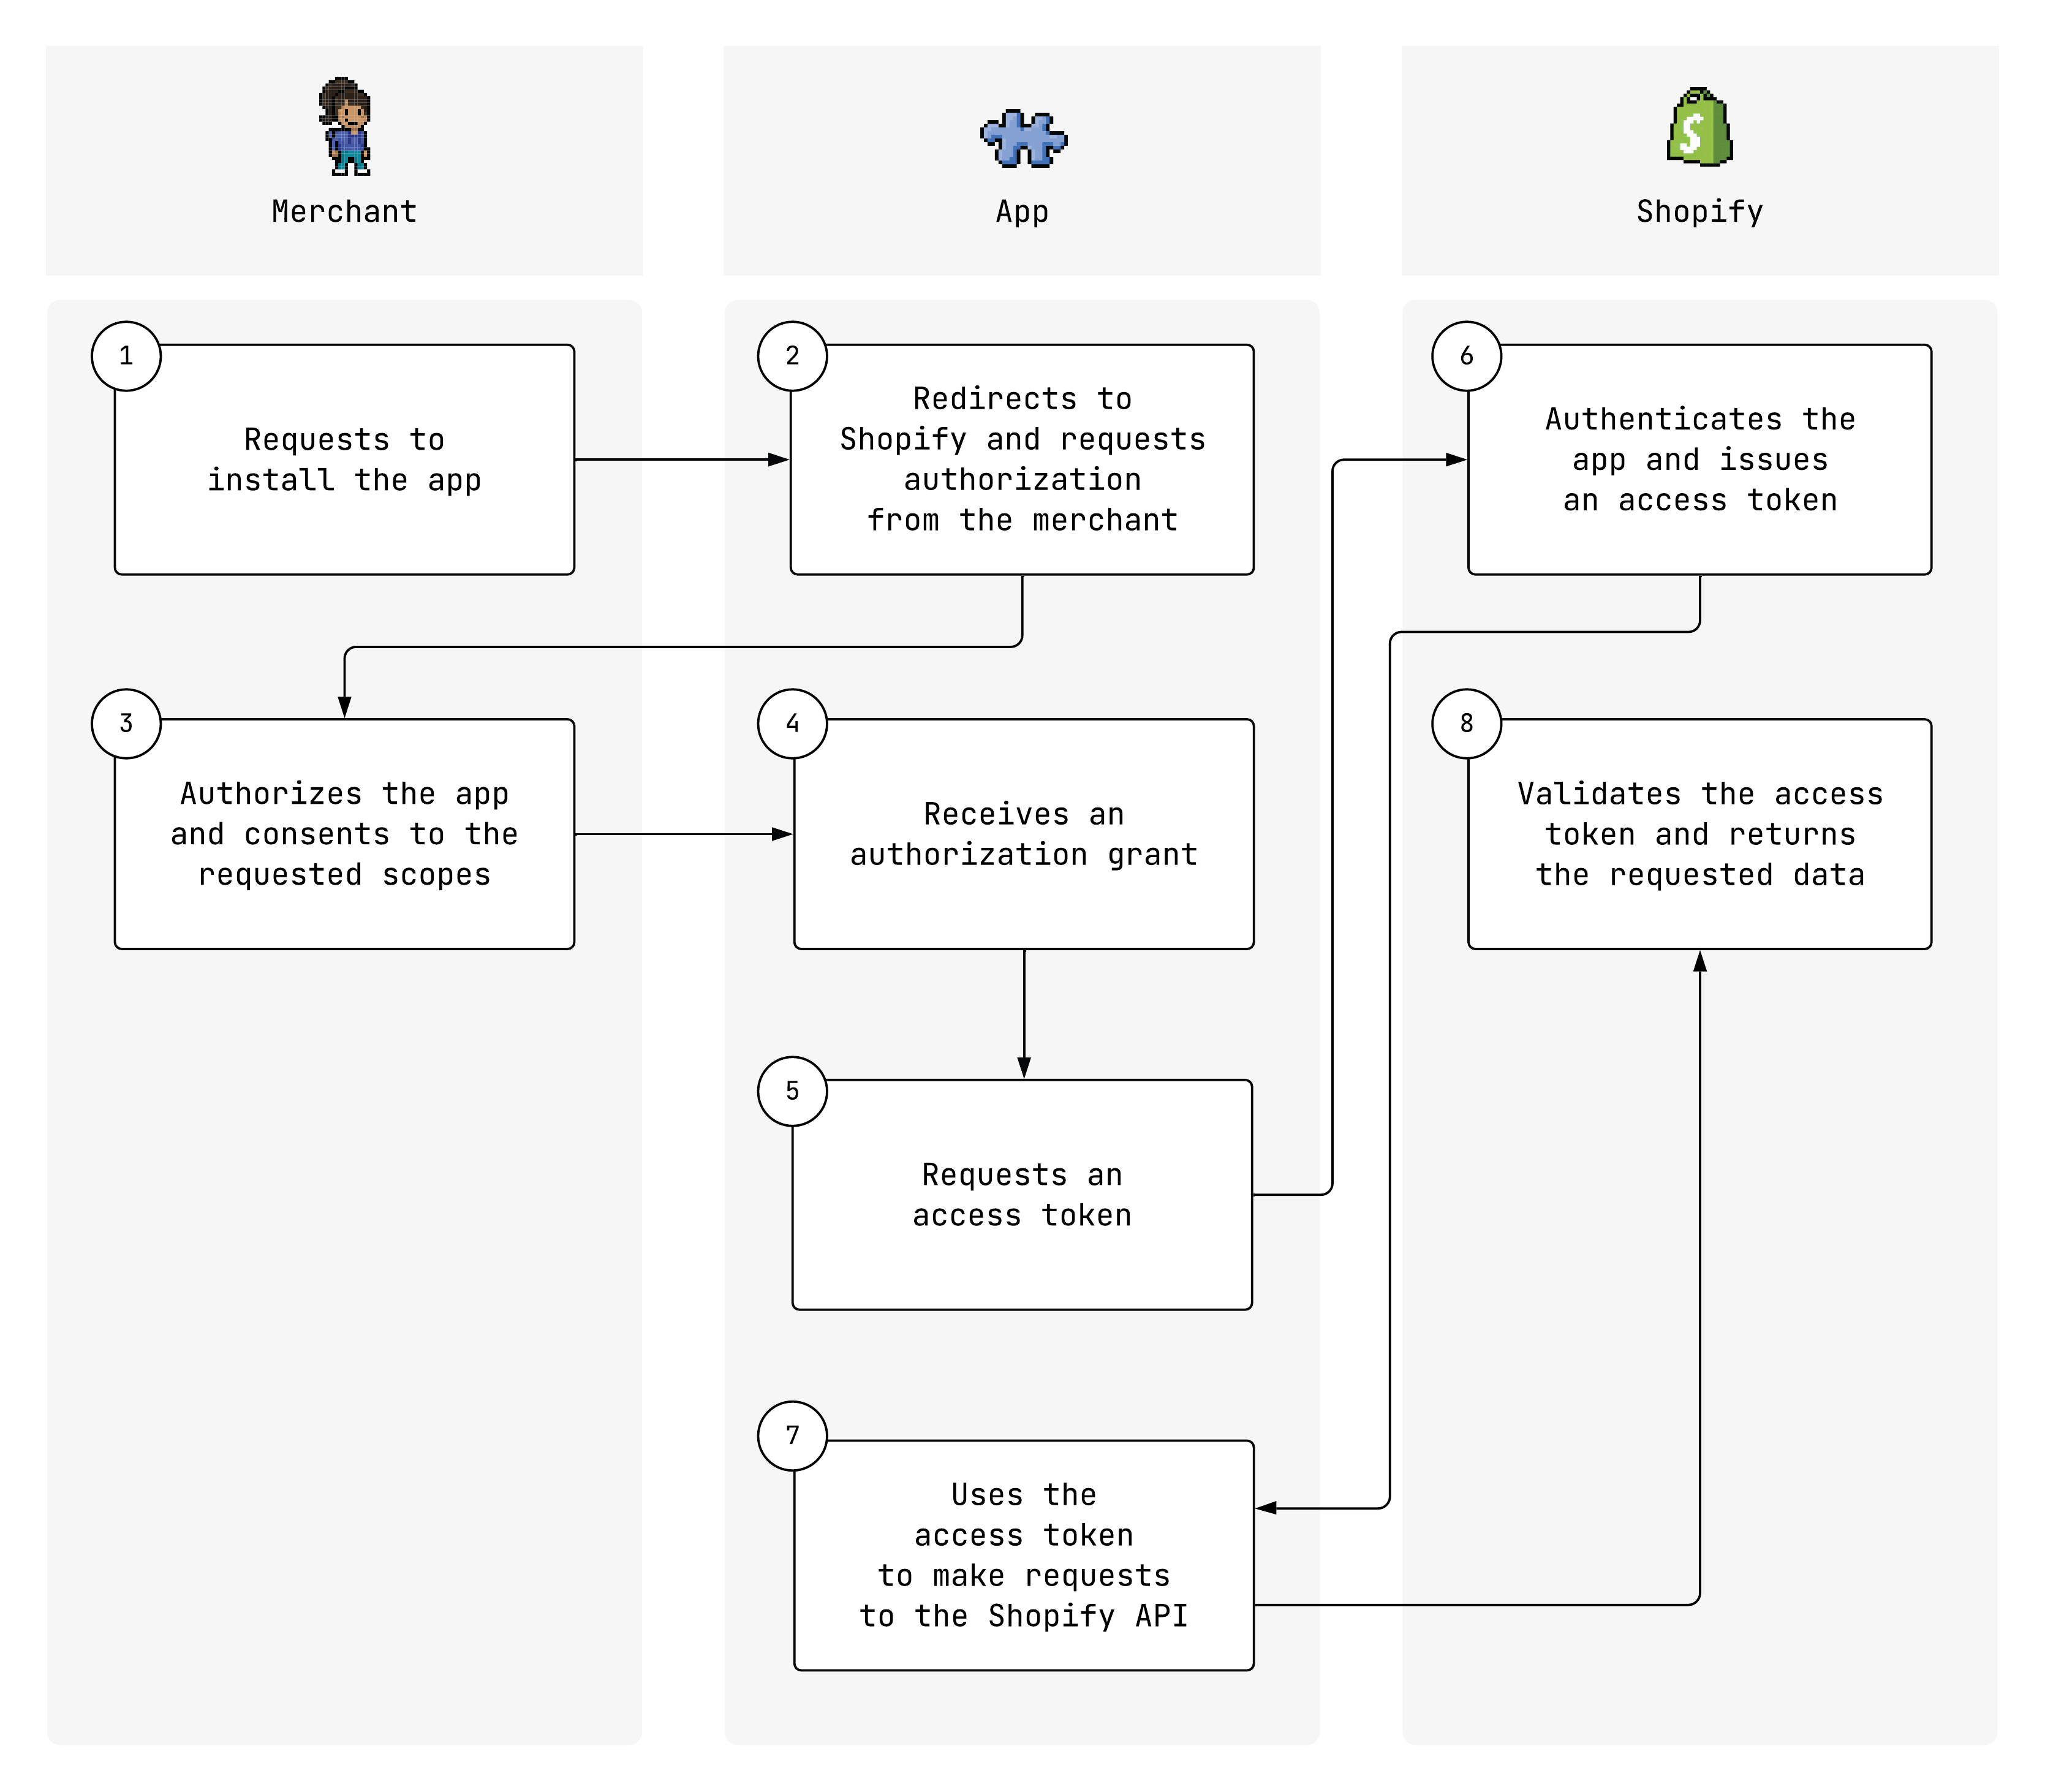 Merchant
App
Shopify
1
Requests to
install the app
2
Redirects to
Shopify and requests
authorization
from the merchant
3
Authorizes the app
and consents to the
requested scopes
4
Receives an
authorization grant
5
Requests an
access token
6
Authenticates the
app and issues
an access token
7
Uses the
access token
to make requests
to the Shopify API
8
Validates the access
token and returns
the requested data